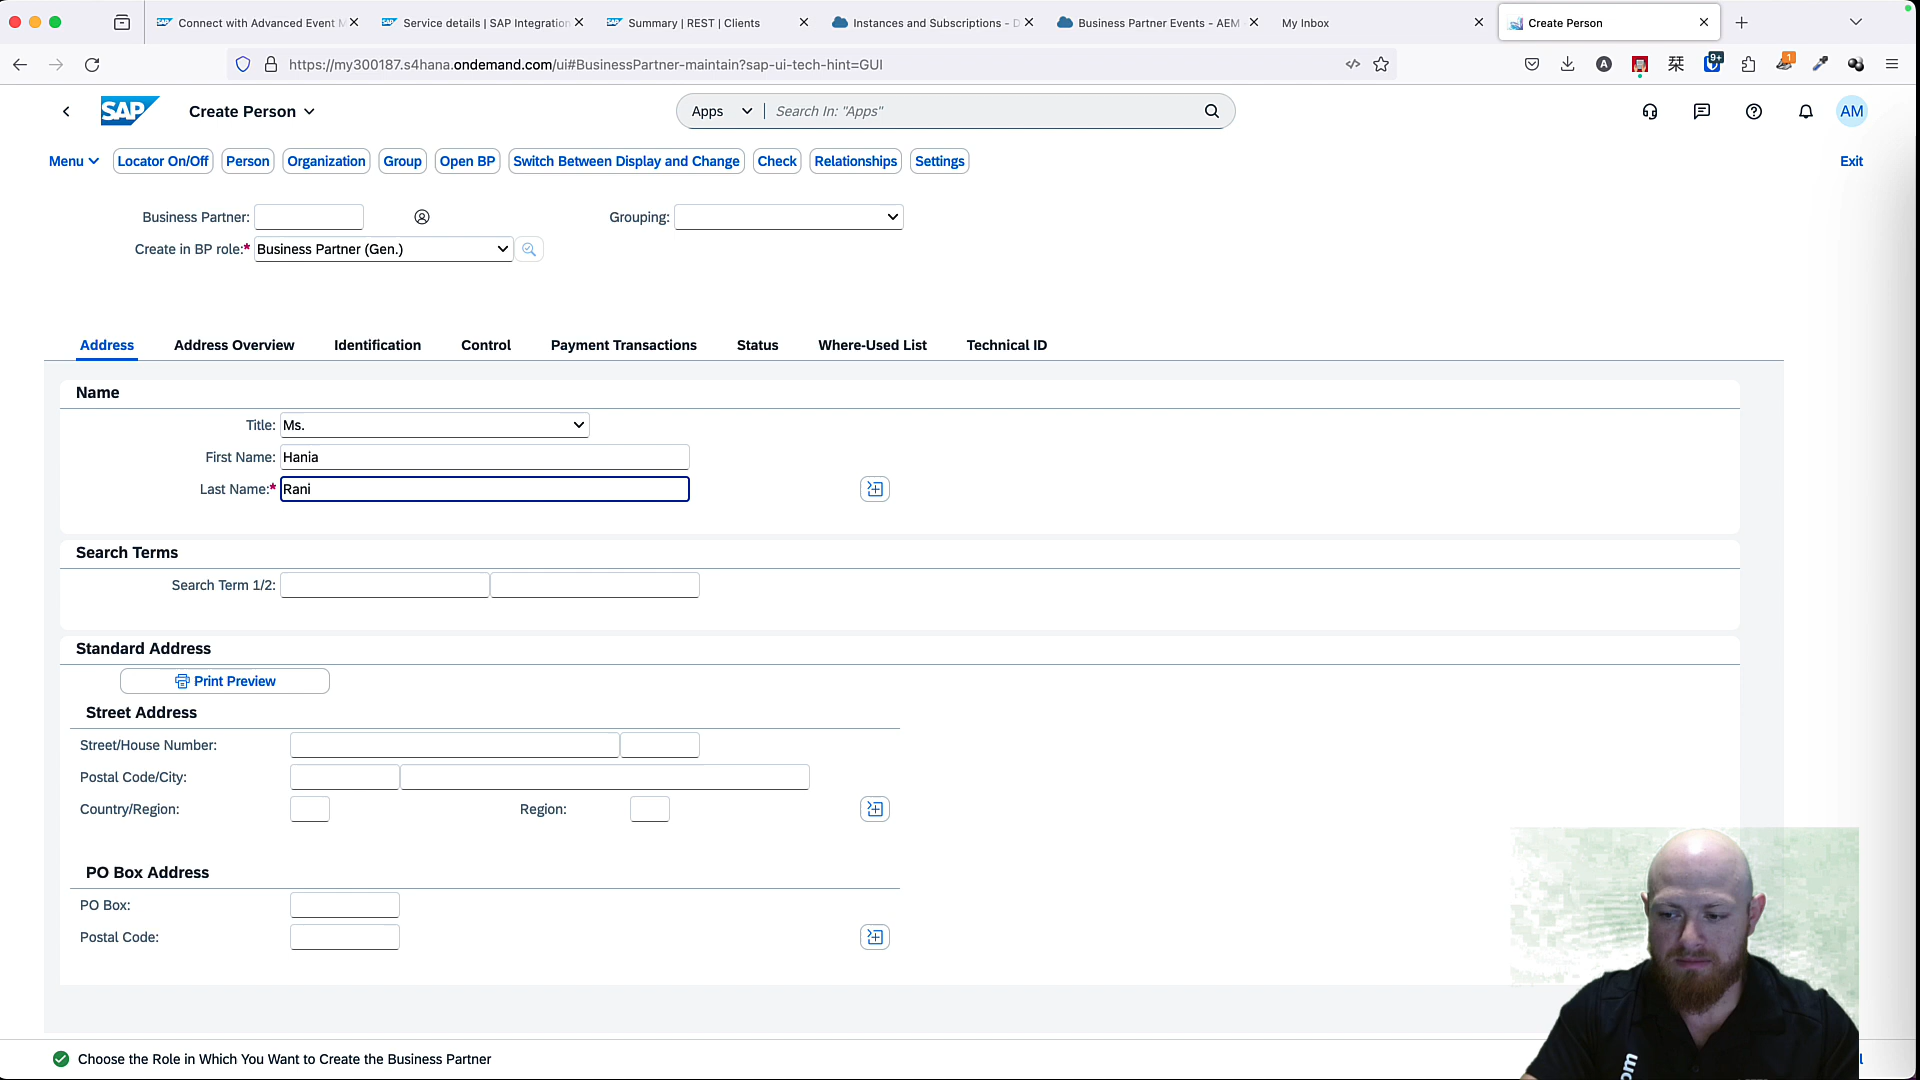 Connect with Advanced Event M
Service details | SAP Integration
Summary | REST | Clients
Instances and Subscriptions - D
Business Partner Events - AEM
My Inbox
Create Person
https://my300187.s4hana.ondemand.com/ui#BusinessPartner-maintain?sap-ui-tech-hint=GUI
A
9+
1
SAP
Create Person
Apps
Search In: "Apps"
AM
Menu
Locator On/Off
Person
Organization
Group
Open BP
Switch Between Display and Change
Check
Relationships
Settings
Exit
Business Partner:
Grouping:
Create in BP role:*
Business Partner (Gen.)
Address
Address Overview
Identification
Control
Payment Transactions
Status
Where-Used List
Technical ID
Name
Title: Ms.
First Name: Hania
Last Name:* Rani
Search Terms
Search Term 1/2:
Standard Address
Print Preview
Street Address
Street/House Number:
Postal Code/City:
Country/Region:
Region:
PO Box Address
PO Box:
Postal Code:
Choose the Role in Which You Want to Create the Business Partner
om